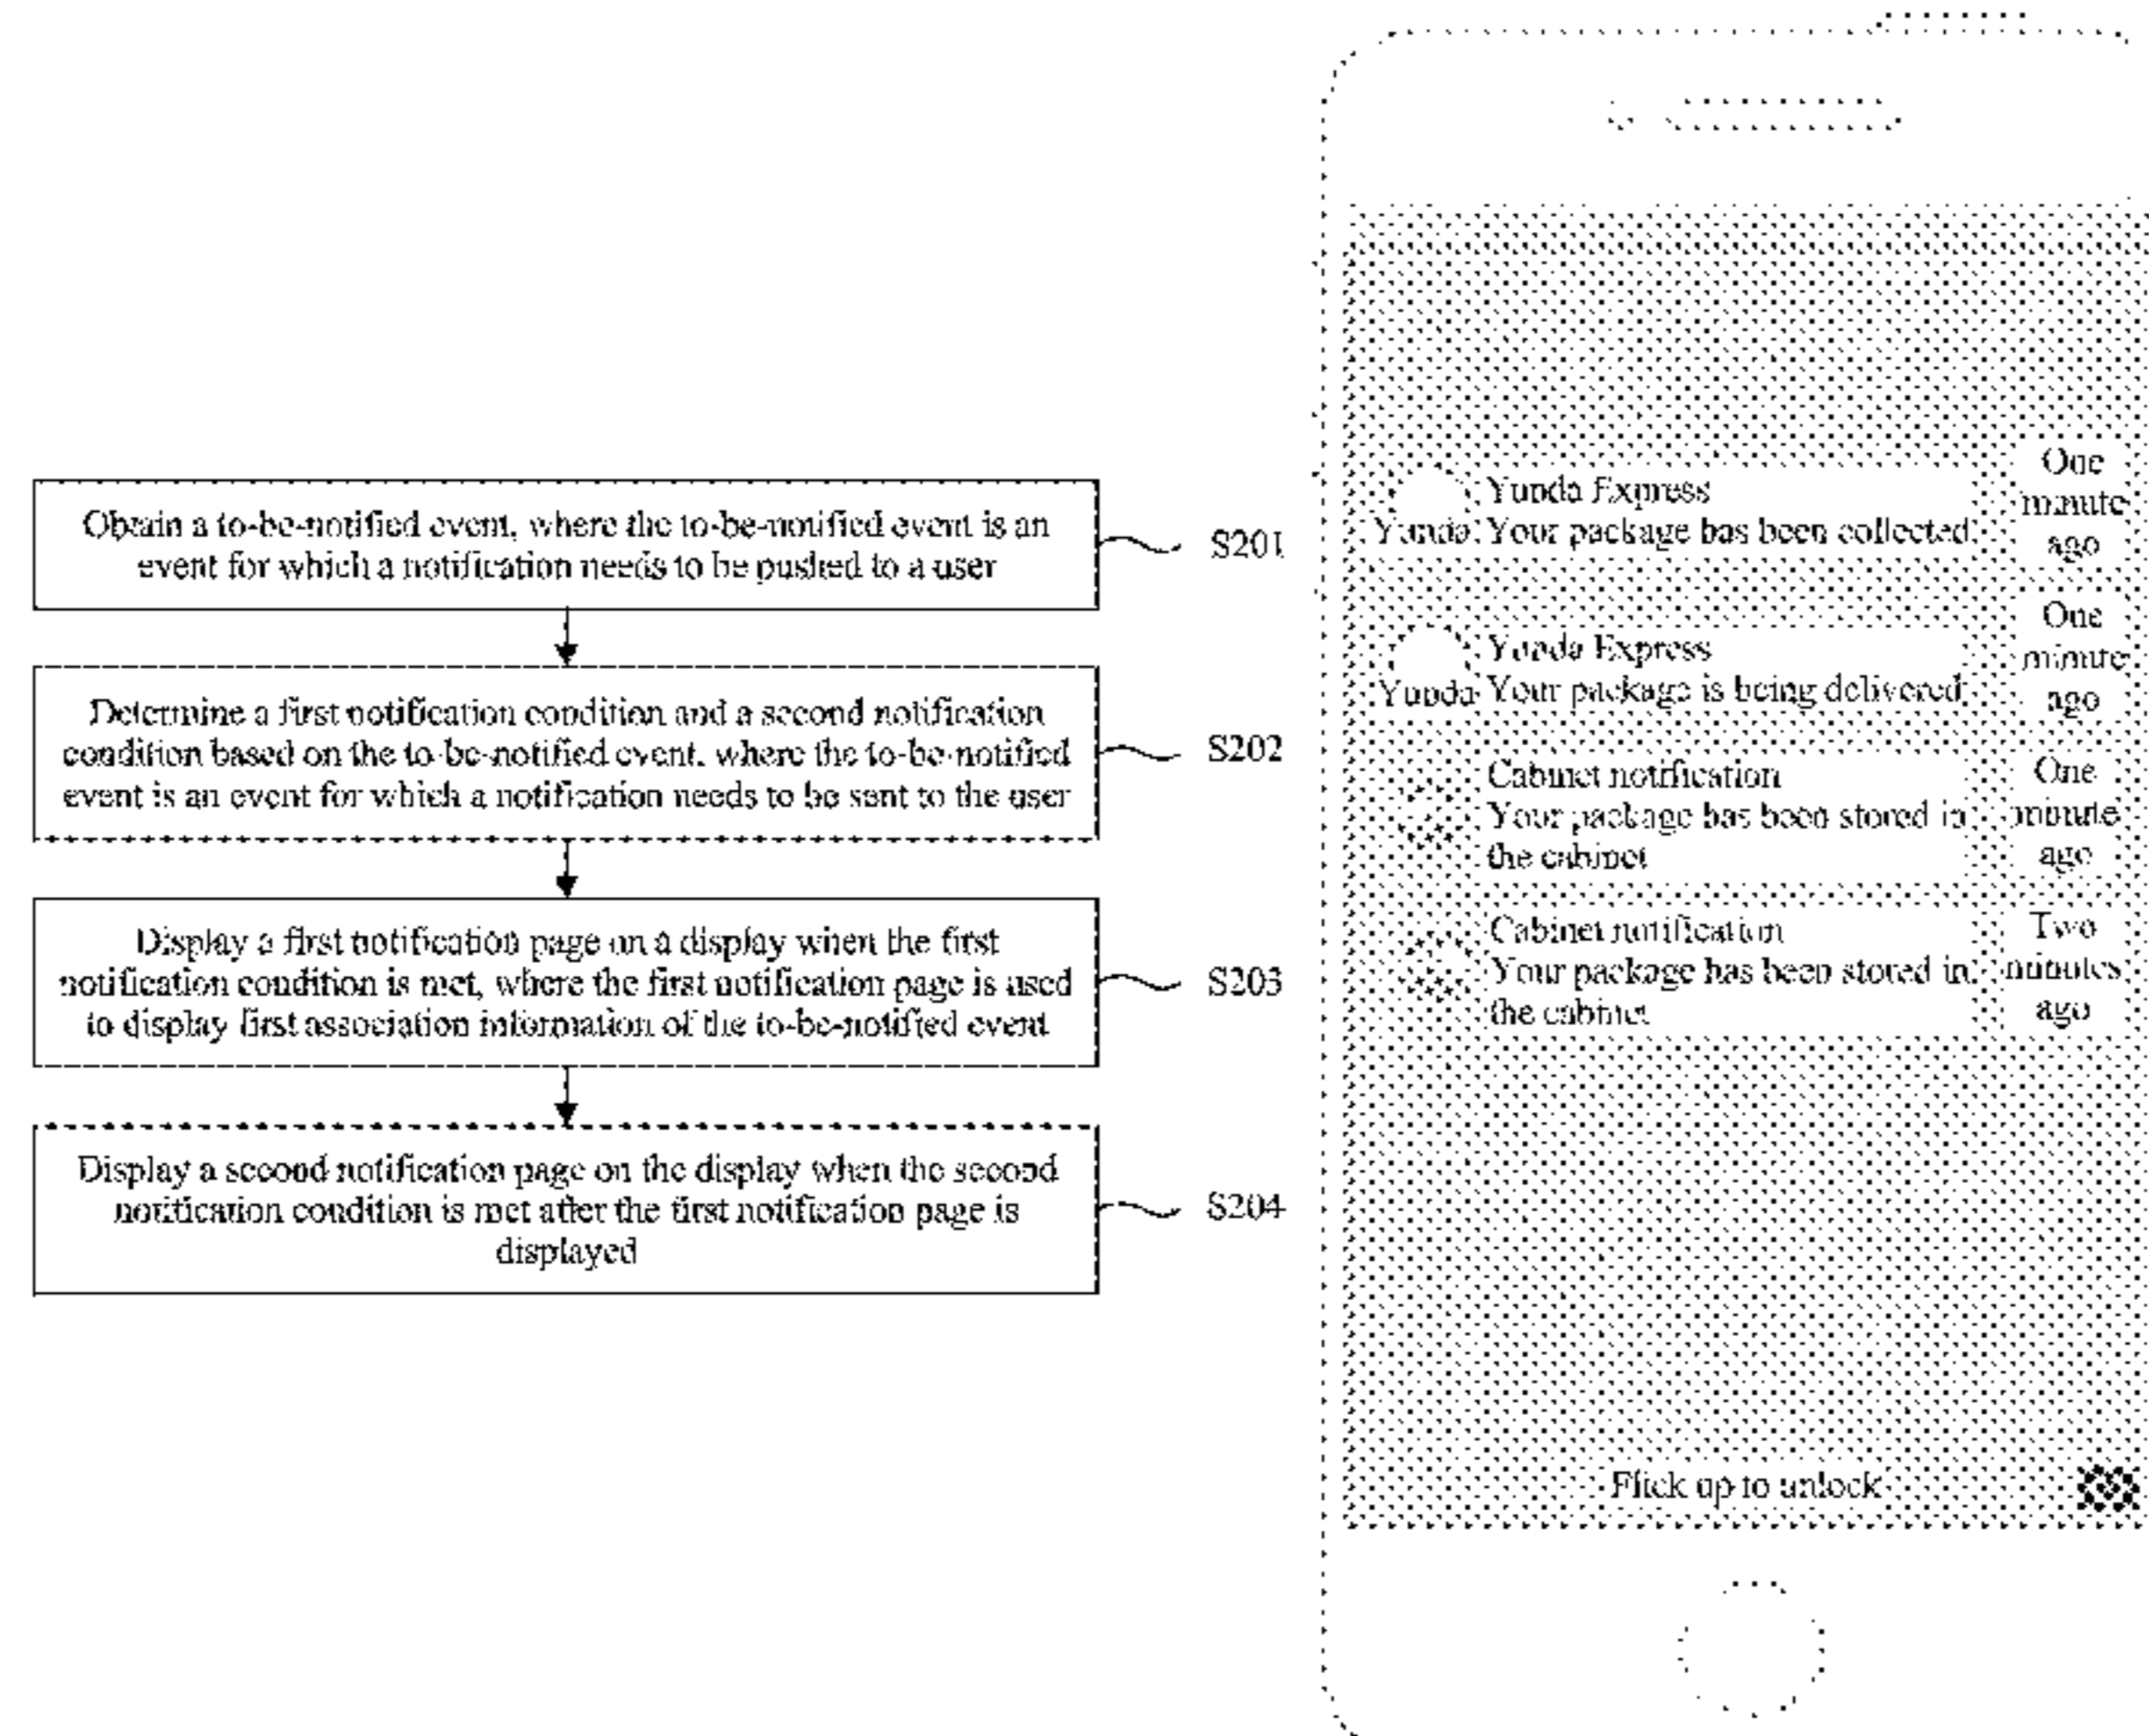 Obtain a to-be-notified event, where the to-be-notified event is an
event for which a notification needs to be pushed to a user
S201
Determine a first notification condition and a second notification
condition based on the to-be-notified event, where the to-be-notified
event is an event for which a notification needs to be sent to the user
S202
Display a first notification page on a display when the first
notification condition is met, where the first notification page is used
to display first association information of the to-be-notified event
S203
Display a second notification page on the display when the second
notification condition is met after the first notification page is
displayed
S204
Yunda
Yunda Express
Your package has been collected
One
minute
ago
Yunda
Yunda Express
Your package is being delivered
One
minute
ago
Cabinet notification
Your package has been stored in
the cabinet
One
minute
ago
Cabinet notification
Your package has been stored in
the cabinet
Two
minutes
ago
Flick up to unlock